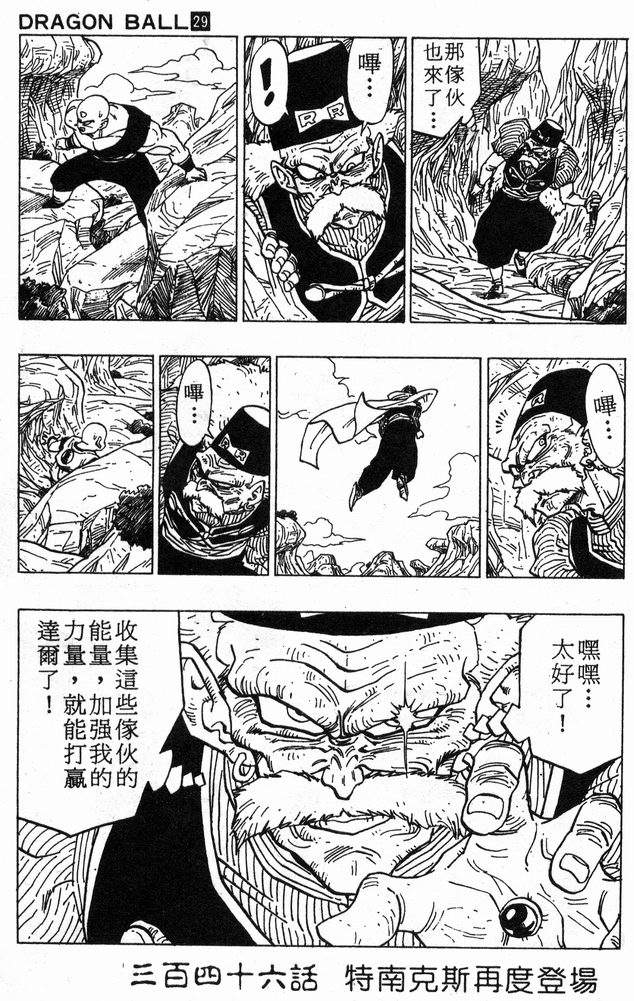 DRAGON BALL 29
那傢伙
也來了…
嗶…
!
R R
嗶…
嗶…
嘿嘿…
太好了！
收集這些傢伙的
能量，加强我的
力量，就能打贏
達爾了！
三百四十六話 特南克斯再度登場